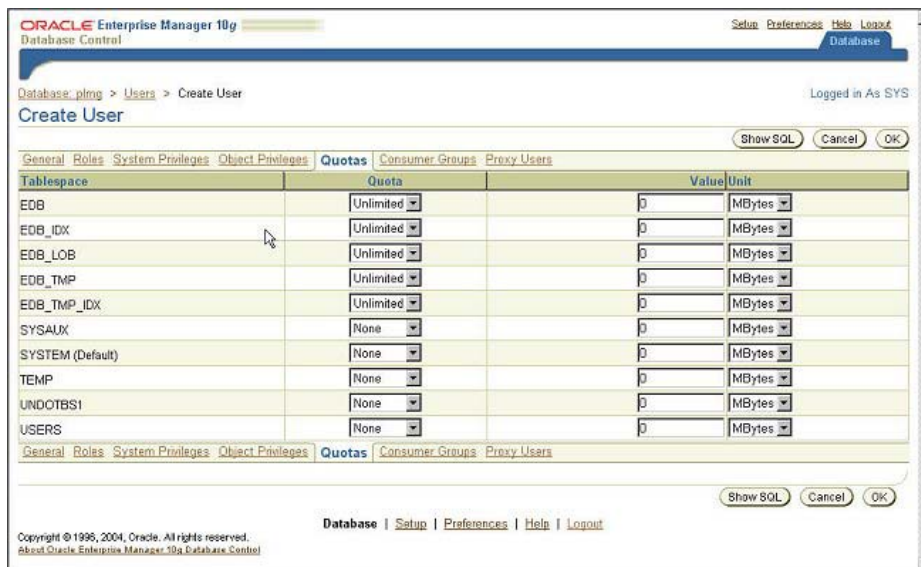 ORACLE Enterprise Manager 10g
Database Control
Setup Preferences Help Logout
Database
Database: plmg > Users > Create User
Logged in As SYS
Create User
Show SQL Cancel OK
General Roles System Privileges Object Privileges Quotas Consumer Groups Proxy Users
Tablespace Quota Value Unit
EDB Unlimited 0 MBytes
EDB_IDX Unlimited 0 MBytes
EDB_LOB Unlimited 0 MBytes
EDB_TMP Unlimited 0 MBytes
EDB_TMP_IDX Unlimited 0 MBytes
SYSAUX None 0 MBytes
SYSTEM (Default) None 0 MBytes
TEMP None 0 MBytes
UNDOTBS1 None 0 MBytes
USERS None 0 MBytes
General Roles System Privileges Object Privileges Quotas Consumer Groups Proxy Users
Show SQL Cancel OK
Database | Setup | Preferences | Help | Logout
Copyright © 1996, 2004, Oracle. All rights reserved.
About Oracle Enterprise Manager 10g Database Control